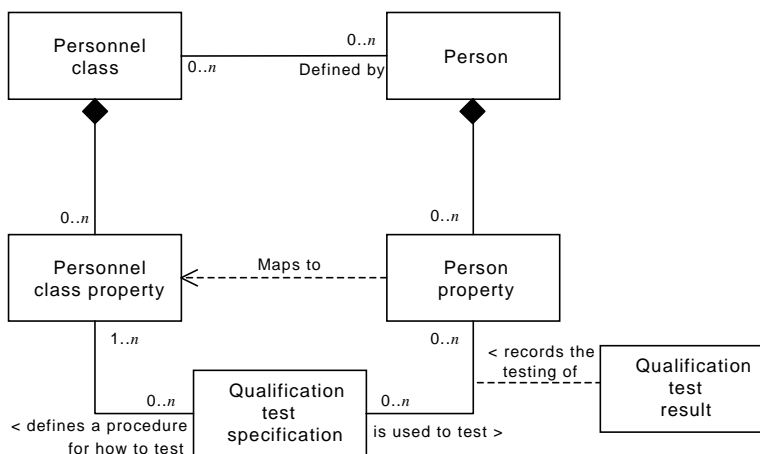 Personnel
class
0..n
0..n
Defined by
Person
0..n
0..n
Personnel
class property
Maps to
Person
property
1..n
0..n
< records the
testing of
Qualification
test
result
0..n
Qualification
test
specification
0..n
< defines a procedure
for how to test
is used to test >